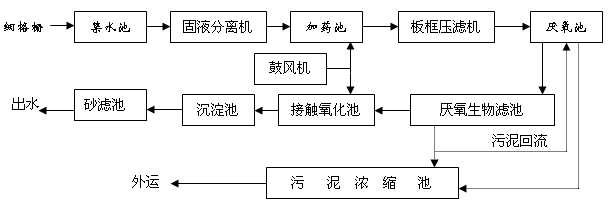 细格栅
集水池
固液分离机
加药池
板框压滤机
厌氧池
鼓风机
出水
砂滤池
沉淀池
接触氧化池
厌氧生物滤池
污泥回流
外运
污 泥 浓 缩 池